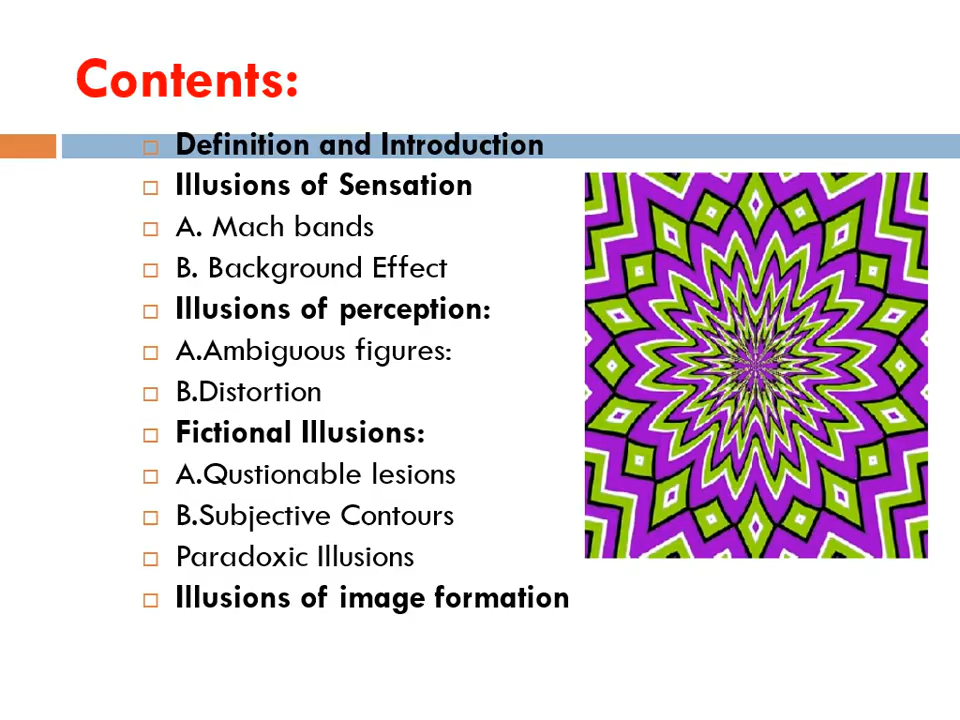 Contents:
Definition and Introduction
Illusions of Sensation
A. Mach bands
B. Background Effect
Illusions of perception:
A.Ambiguous figures:
B.Distortion
Fictional Illusions:
A.Qustionable lesions
B.Subjective Contours
Paradoxic Illusions
Illusions of image formation